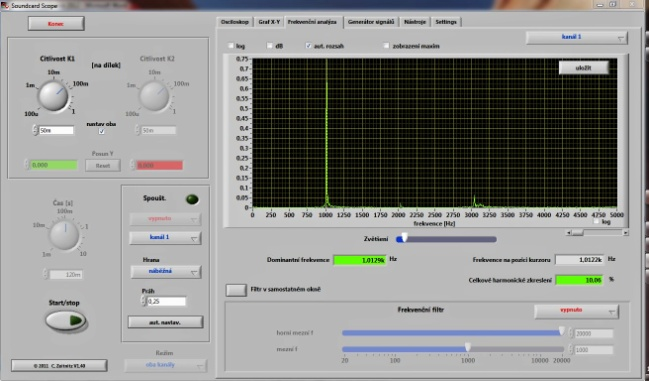 Soundcard Scope
Konec
Citlivost K1
[na dílek]
Citlivost K2
10m
1m
100m
100u
1
10m
1m
100m
100u
1
50m
nastav oba
50m
Posun Y
0,000
Reset
0,000
Čas [s]
100m
10m
1
1m
10
120m
Start/stop
Spoušť.
vypnuto
kanál 1
Hrana
náběžná
Práh
0,25
aut. nastav.
© 2011 C.Zeitnitz V1,40
Režim
oba kanály
Osciloskop
Graf X-Y
Frekvenční analýza
Generátor signálů
Nástroje
Settings
kanál 1
log
dB
aut. rozsah
zobrazení maxim
uložit
0,75
0,7
0,65
0,6
0,55
0,5
0,45
0,4
0,35
0,3
0,25
0,2
0,15
0,1
0,05
0
0 250 500 750 1000 1250 1500 1750 2000 2250 2500 2750 3000 3250 3500 3750 4000 4250 4500 4750 5000
frekvence [Hz]
log
Zvětšení
Dominantní frekvence
1,0129k
Hz
Frekvence na pozici kurzoru
1,0122k
Hz
Celkové harmonické zkreslení
10,06
%
Filtr v samostatném okně
Frekvenční filtr
vypnuto
horní mezní f
20000
mezní f
1000
20
100
1000
10000
20000